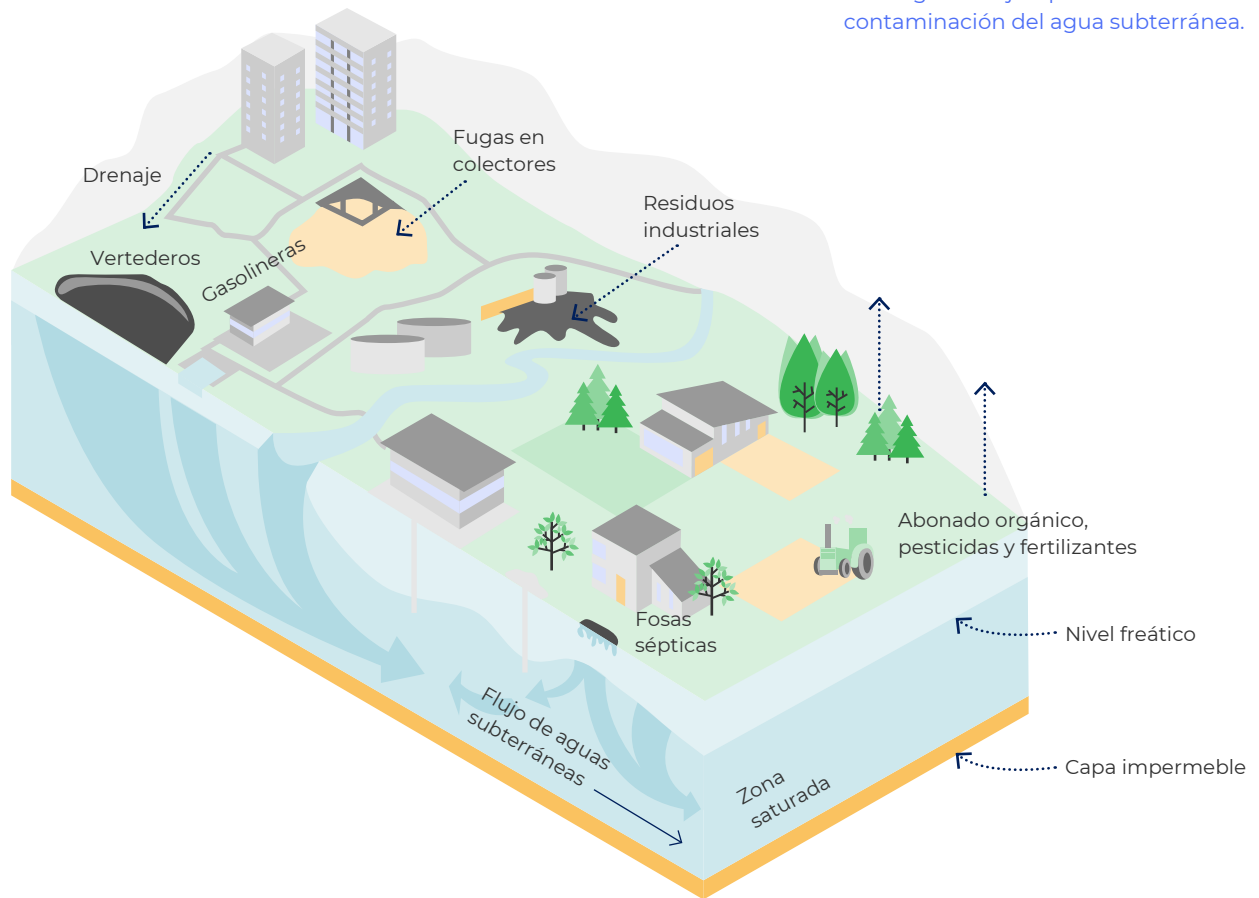 contaminación del agua subterránea.
Fugas en
colectores
Drenaje
Residuos
industriales
Vertederos
Gasolineras
Abonado orgánico,
pesticidas y fertilizantes
Fosas
sépticas
Nivel freático
Flujo de aguas
subterráneas
Zona
saturada
Capa impermeble